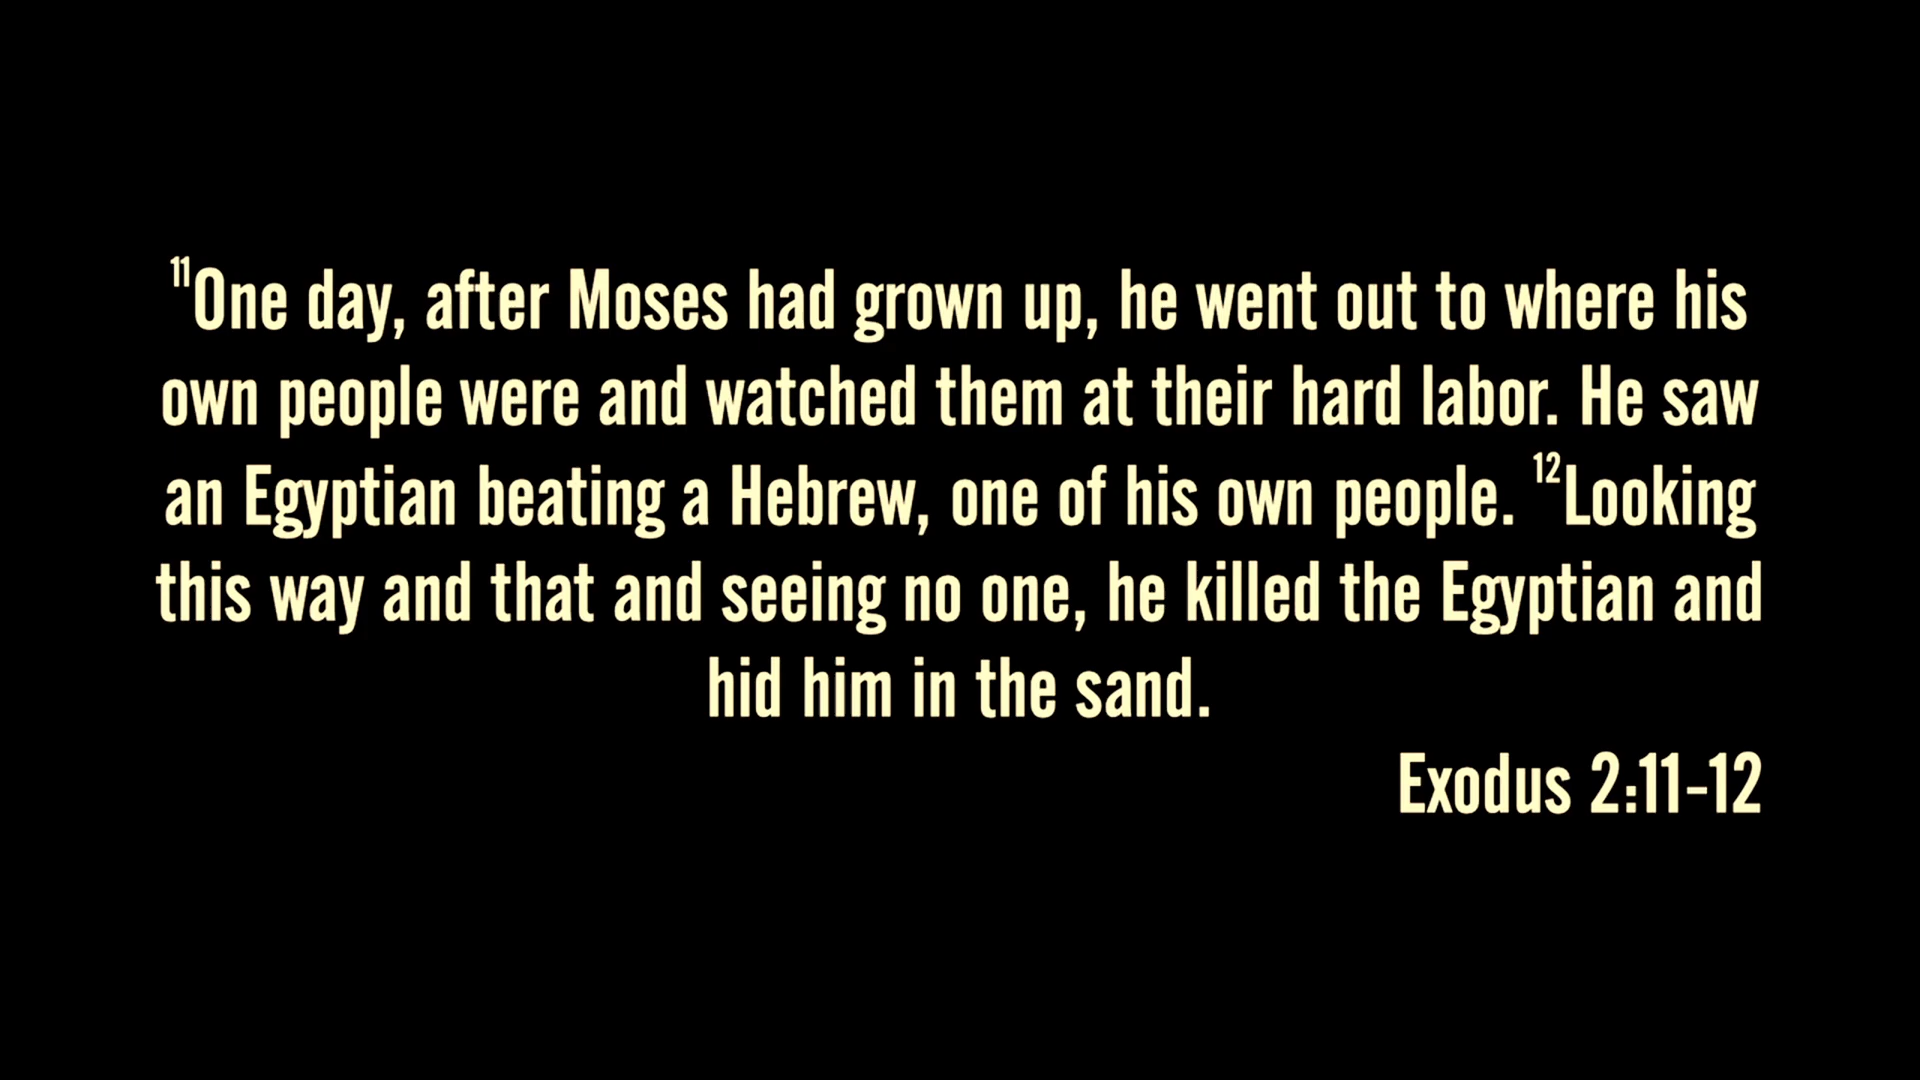 ¹¹One day, after Moses had grown up, he went out to where his
own people were and watched them at their hard labor. He saw
an Egyptian beating a Hebrew, one of his own people. ¹²Looking
this way and that and seeing no one, he killed the Egyptian and
hid him in the sand.
Exodus 2:11–12